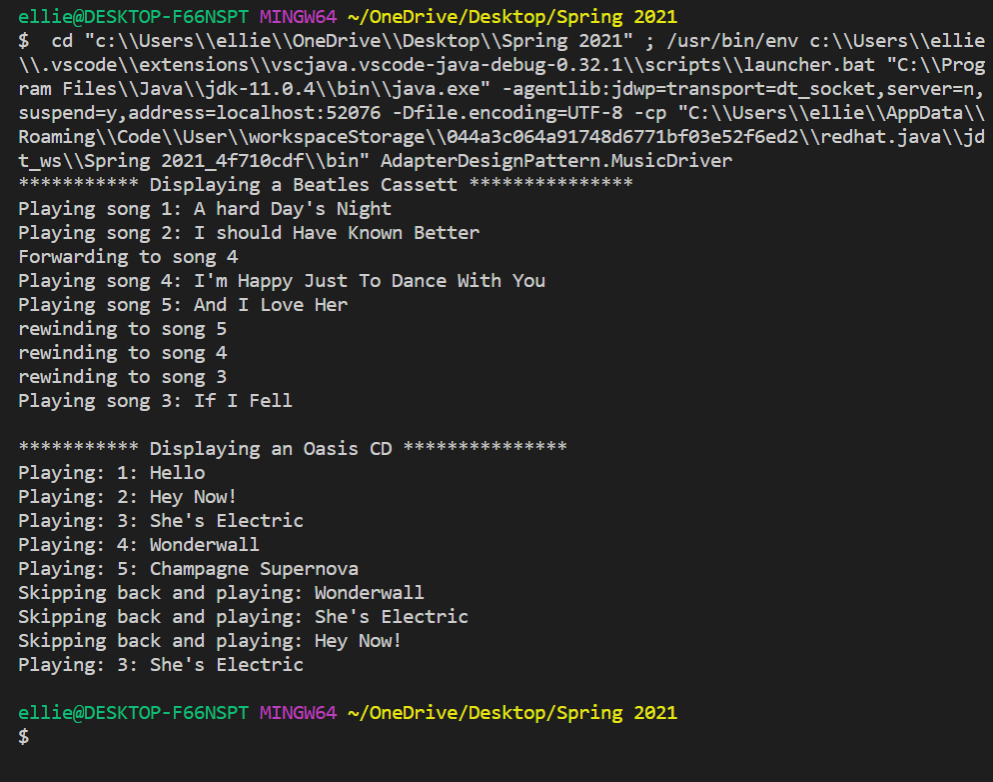 ellie@DESKTOP-F66NSPT MINGW64 ~/OneDrive/Desktop/Spring 2021
$  cd "c:\\Users\\ellie\\OneDrive\\Desktop\\Spring 2021" ; /usr/bin/env c:\\Users\\ellie
\\.vscode\\extensions\\vscjava.vscode-java-debug-0.32.1\\scripts\\launcher.bat "C:\\Prog
ram Files\\Java\\jdk-11.0.4\\bin\\java.exe" -agentlib:jdwp=transport=dt_socket,server=n,
suspend=y,address=localhost:52076 -Dfile.encoding=UTF-8 -cp "C:\\Users\\ellie\\AppData\\
Roaming\\Code\\User\\workspaceStorage\\044a3c064a91748d6771bf03e52f6ed2\\redhat.java\\jd
t_ws\\Spring 2021_4f710cdf\\bin" AdapterDesignPattern.MusicDriver
*********** Displaying a Beatles Cassett ***************
Playing song 1: A hard Day's Night
Playing song 2: I should Have Known Better
Forwarding to song 4
Playing song 4: I'm Happy Just To Dance With You
Playing song 5: And I Love Her
rewinding to song 5
rewinding to song 4
rewinding to song 3
Playing song 3: If I Fell

*********** Displaying an Oasis CD ***************
Playing: 1: Hello
Playing: 2: Hey Now!
Playing: 3: She's Electric
Playing: 4: Wonderwall
Playing: 5: Champagne Supernova
Skipping back and playing: Wonderwall
Skipping back and playing: She's Electric
Skipping back and playing: Hey Now!
Playing: 3: She's Electric

ellie@DESKTOP-F66NSPT MINGW64 ~/OneDrive/Desktop/Spring 2021
$